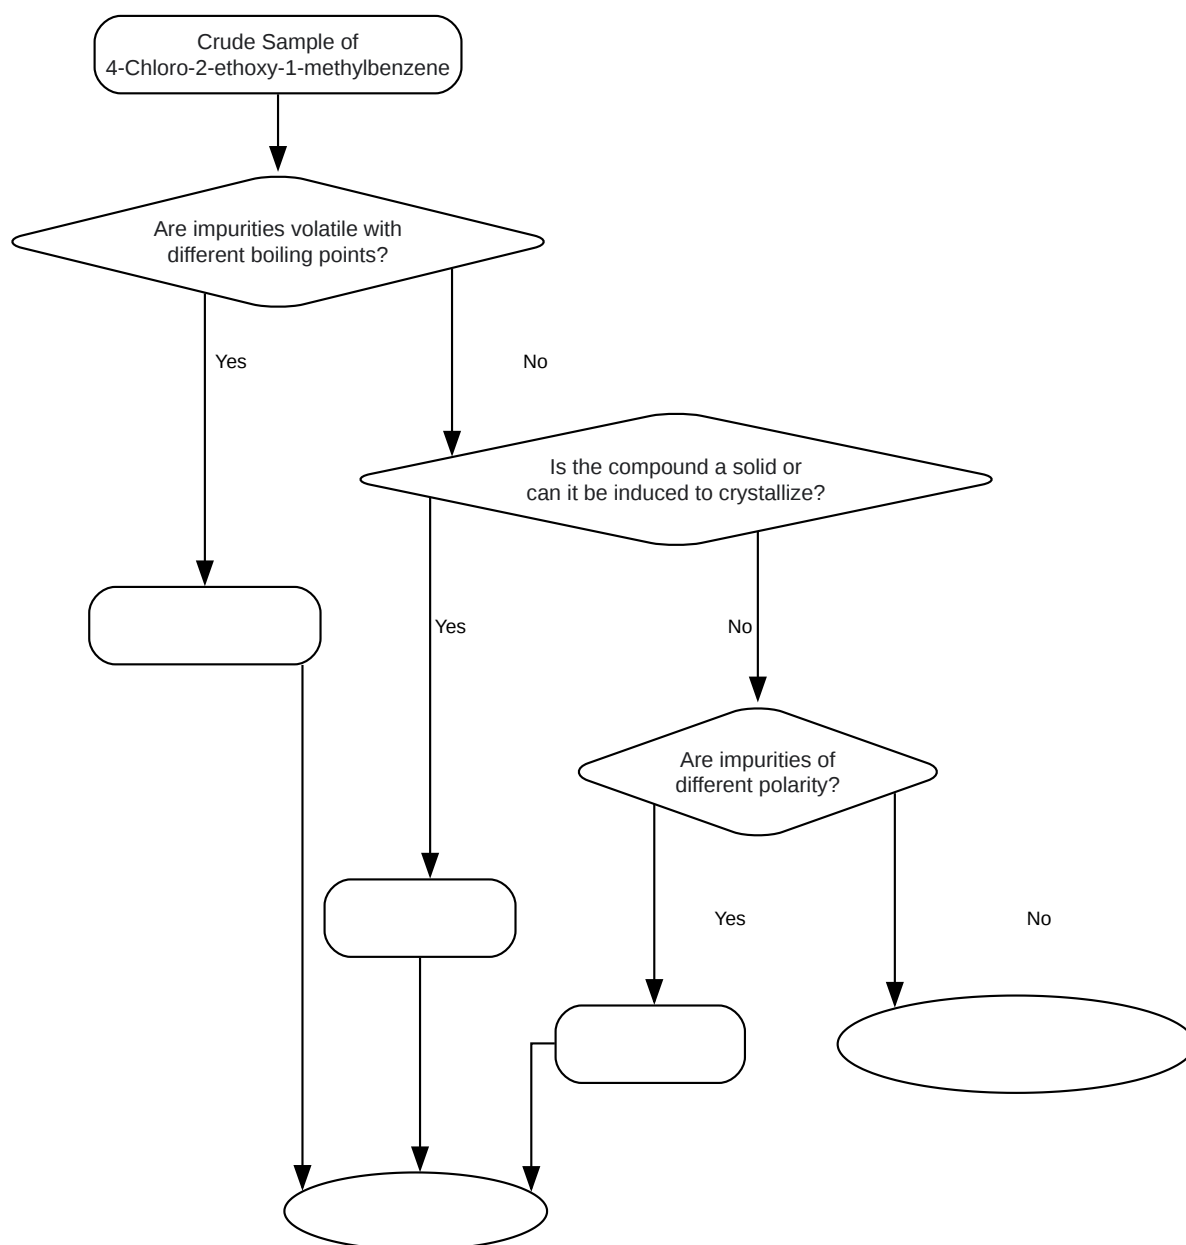 Crude Sample of
4-Chloro-2-ethoxy-1-methylbenzene
Are impurities volatile with
different boiling points?
Yes
No
Is the compound a solid or
can it be induced to crystallize?
Yes
No
Are impurities of
different polarity?
Yes
No